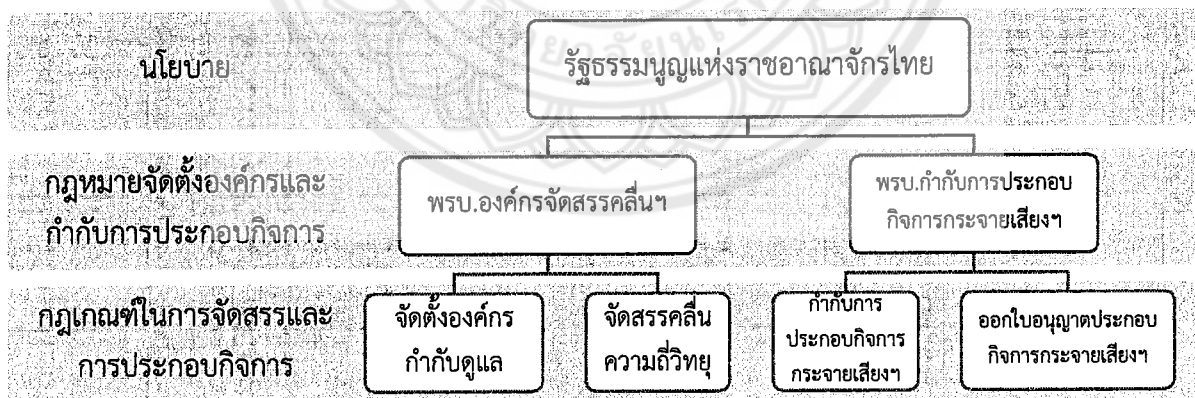 นโยบาย
รัฐธรรมนูญแห่งราชอาณาจักรไทย
กฎหมายจัดตั้งองค์กรและ
กำกับการประกอบกิจการ
พรบ.องค์กรจัดสรรคลื่นฯ
พรบ.กำกับการประกอบ
กิจการกระจายเสียงฯ
กฎเกณฑ์ในการจัดสรรและ
การประกอบกิจการ
จัดตั้งองค์กร
กำกับดูแล
จัดสรรคลื่น
ความถี่วิทยุ
กำกับการ
ประกอบกิจการ
กระจายเสียงฯ
ออกใบอนุญาตประกอบ
กิจการกระจายเสียงฯ